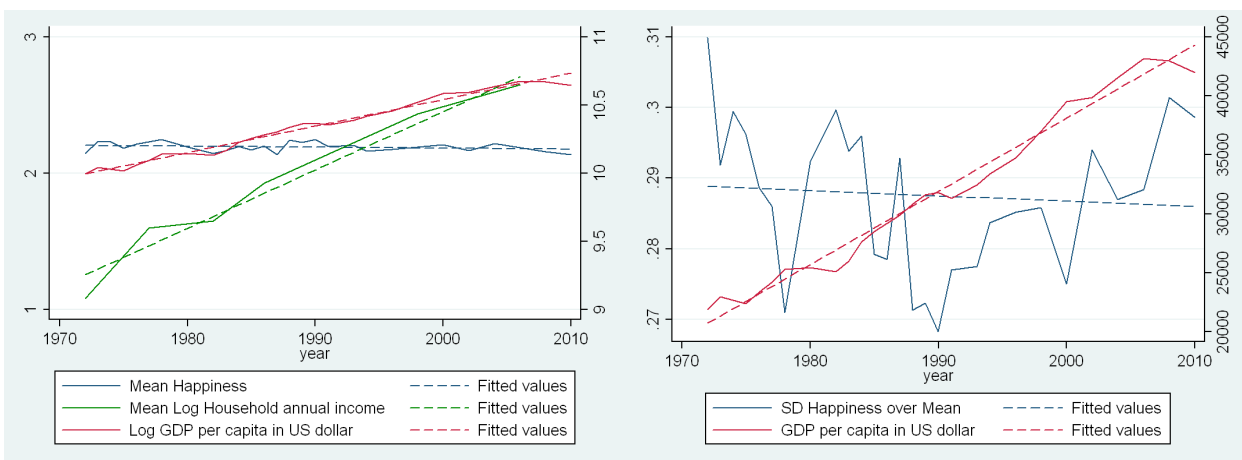 3
2
1
11
10.5
10
9.5
9
1970 1980 1990 2000 2010
year
Mean Happiness Fitted values
Mean Log Household annual income Fitted values
Log GDP per capita in US dollar Fitted values
.31
.3
.29
.28
.27
45000
40000
35000
30000
25000
20000
1970 1980 1990 2000 2010
year
SD Happiness over Mean Fitted values
GDP per capita in US dollar Fitted values